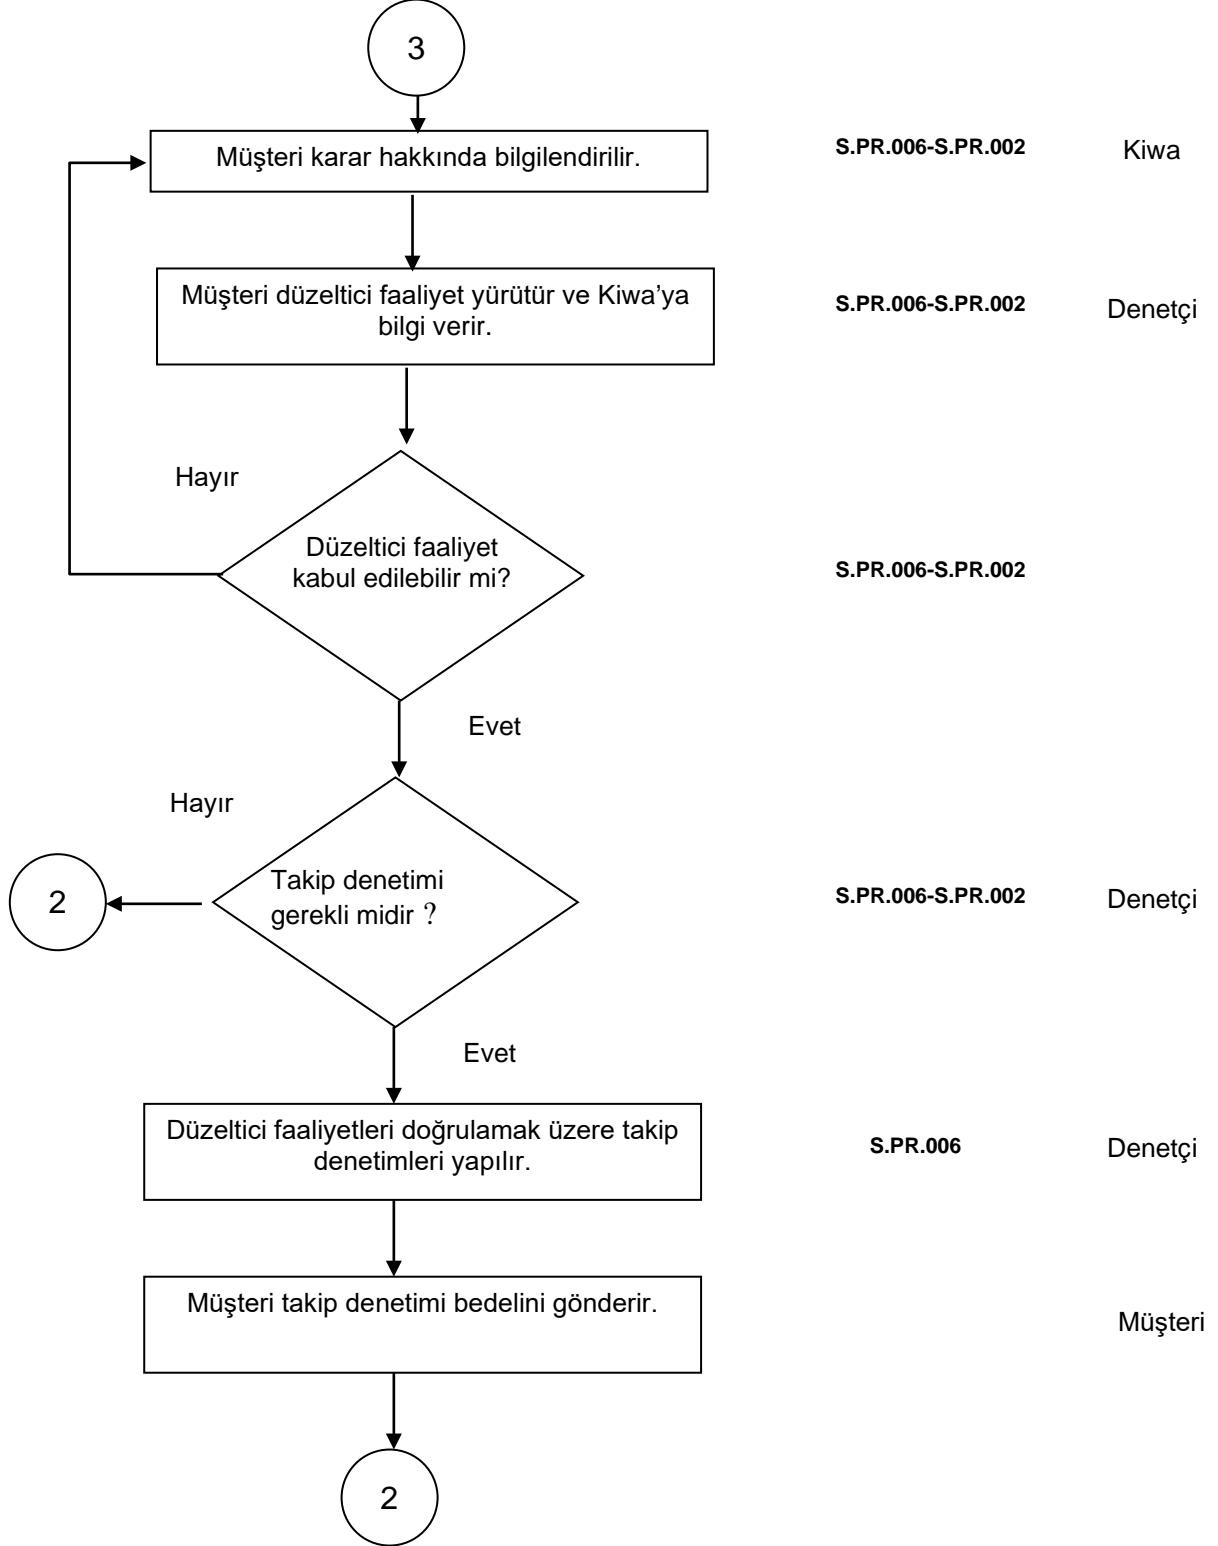 3
Müşteri karar hakkında bilgilendirilir.
S.PR.006-S.PR.002
Kiwa
Müşteri düzeltici faaliyet yürütür ve Kiwa’ya
bilgi verir.
S.PR.006-S.PR.002
Denetçi
Hayır
Düzeltici faaliyet
kabul edilebilir mi?
S.PR.006-S.PR.002
Evet
Hayır
2
Takip denetimi
gerekli midir ?
S.PR.006-S.PR.002
Denetçi
Evet
Düzeltici faaliyetleri doğrulamak üzere takip
denetimleri yapılır.
S.PR.006
Denetçi
Müşteri takip denetimi bedelini gönderir.
Müşteri
2